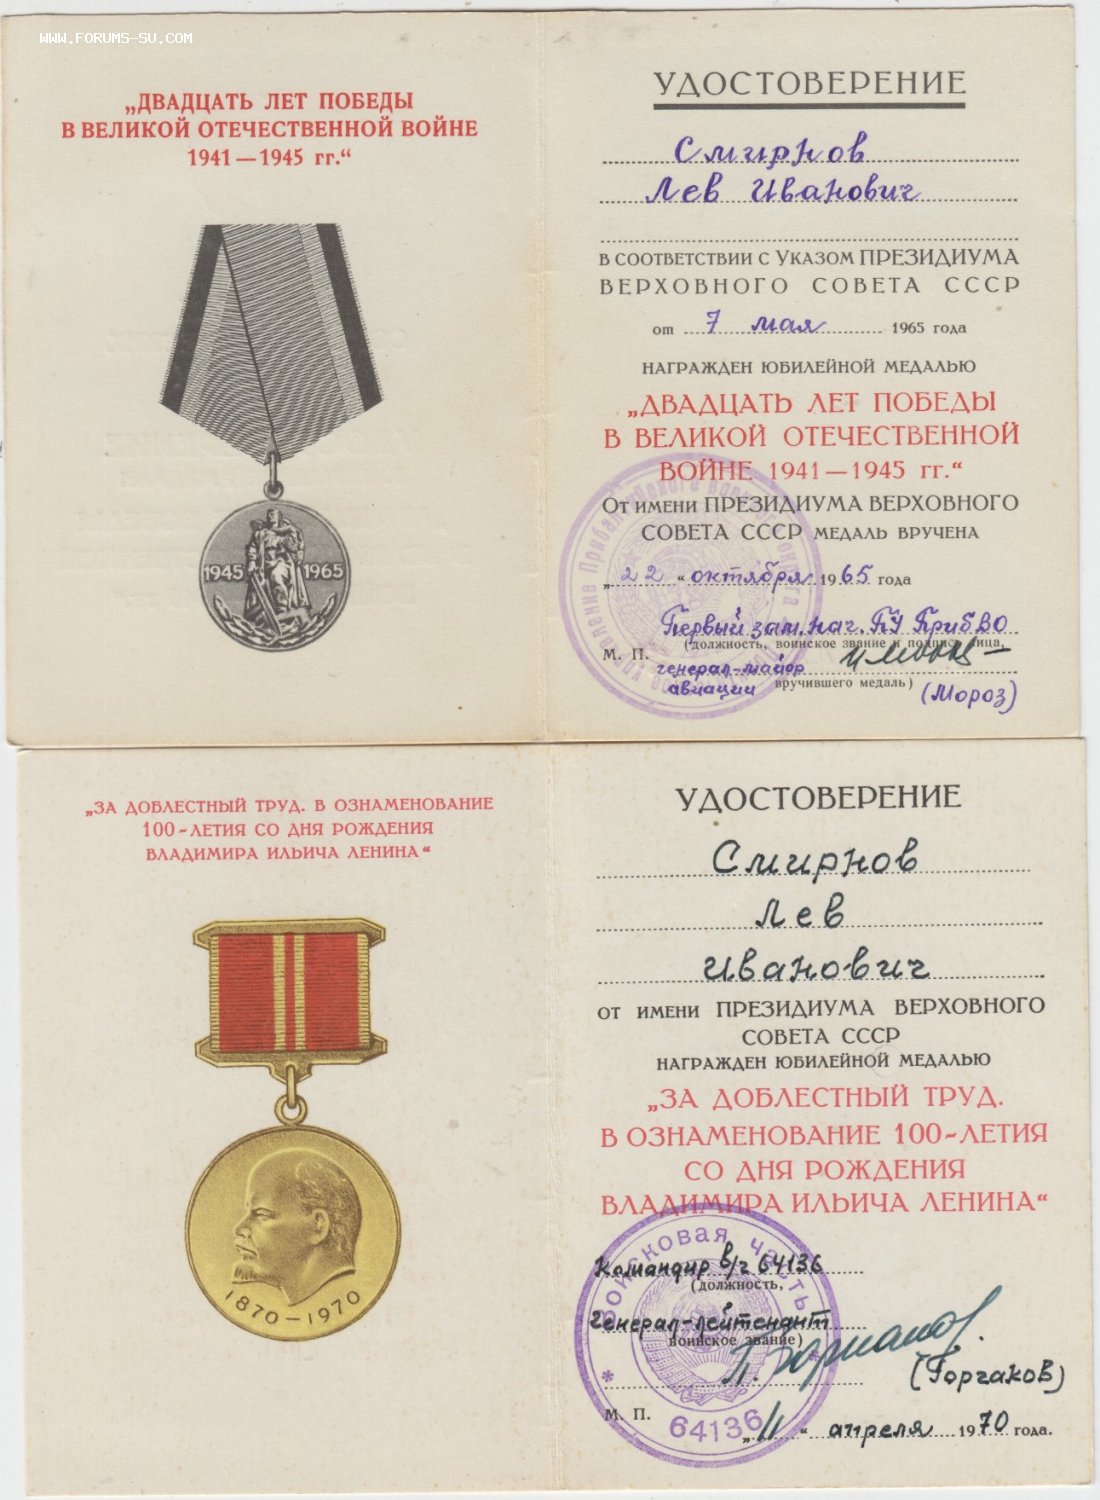 WWW.FORUMS-SU.COM
„ДВАДЦАТЬ ЛЕТ ПОБЕДЫ
В ВЕЛИКОЙ ОТЕЧЕСТВЕННОЙ ВОЙНЕ
1941—1945 гг.“
1945 1965
УДОСТОВЕРЕНИЕ
Смирнов
Лев Иванович
В СООТВЕТСТВИИ С УКАЗОМ ПРЕЗИДИУМА
ВЕРХОВНОГО СОВЕТА СССР
от 7 мая 1965 года
НАГРАЖДЕН ЮБИЛЕЙНОЙ МЕДАЛЬЮ
„ДВАДЦАТЬ ЛЕТ ПОБЕДЫ
В ВЕЛИКОЙ ОТЕЧЕСТВЕННОЙ
ВОЙНЕ 1941—1945 гг.“
ОТ ИМЕНИ ПРЕЗИДИУМА ВЕРХОВНОГО
СОВЕТА СССР МЕДАЛЬ ВРУЧЕНА
„22“ октября 1965 года
Первый зам. нач. ПУ ПрибВО
(должность, воинское звание и подпись лица,
М. П.
генерал-майор
авиации
вручившего медаль)
(Мороз)
„ЗА ДОБЛЕСТНЫЙ ТРУД. В ОЗНАМЕНОВАНИЕ
100-ЛЕТИЯ СО ДНЯ РОЖДЕНИЯ
ВЛАДИМИРА ИЛЬИЧА ЛЕНИНА“
1870—1970
УДОСТОВЕРЕНИЕ
Смирнов
Лев
Иванович
ОТ ИМЕНИ ПРЕЗИДИУМА ВЕРХОВНОГО
СОВЕТА СССР
НАГРАЖДЕН ЮБИЛЕЙНОЙ МЕДАЛЬЮ
„ЗА ДОБЛЕСТНЫЙ ТРУД.
В ОЗНАМЕНОВАНИЕ 100-ЛЕТИЯ
СО ДНЯ РОЖДЕНИЯ
ВЛАДИМИРА ИЛЬИЧА ЛЕНИНА“
Войсковая часть
Командир в/ч 64136
(должность,
Генерал-лейтенант
воинское звание)
(Горчаков)
М. П.
64136
„11“ апреля 1970 года.